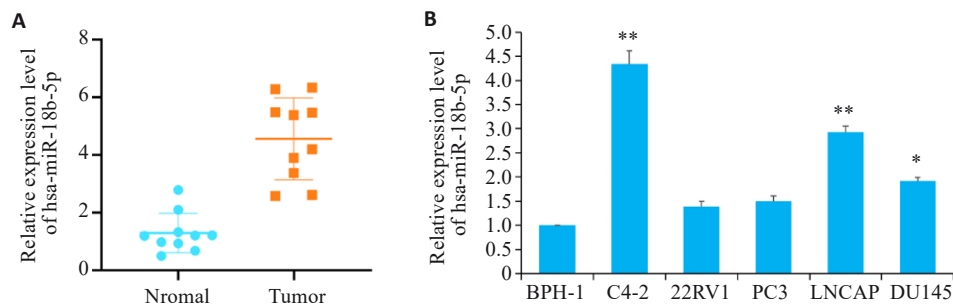 A
Relative expression level
of hsa-miR-18b-5p
8
6
4
2
0
Nromal Tumor
B
Relative expression level
of hsa-miR-18b-5p
5.0
4.5
4.0
3.5
3.0
2.5
2.0
1.5
1.0
0.5
0
**
**
*
BPH-1 C4-2 22RV1 PC3 LNCAP DU145